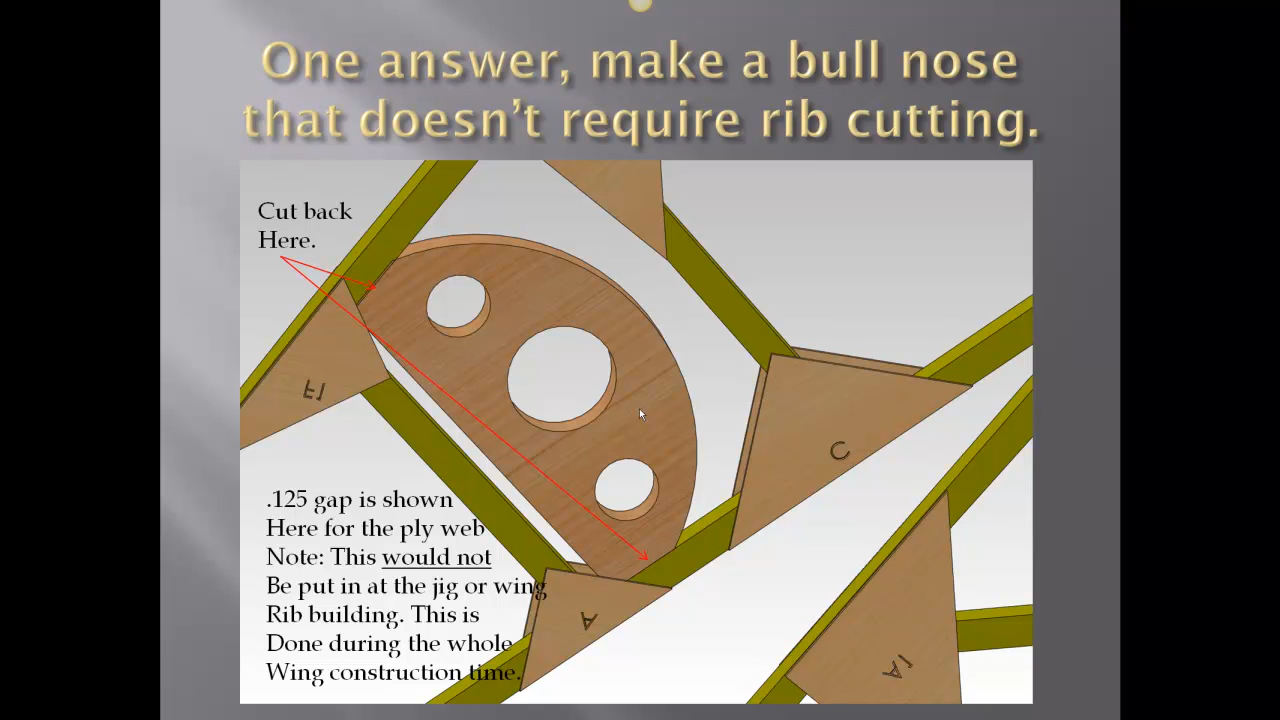 One answer, make a bull nose
that doesn't require rib cutting.
Cut back
Here.
F1
C
.125 gap is shown
Here for the ply web
Note: This would not
Be put in at the jig or wing
Rib building. This is
Done during the whole
Wing construction time.
A